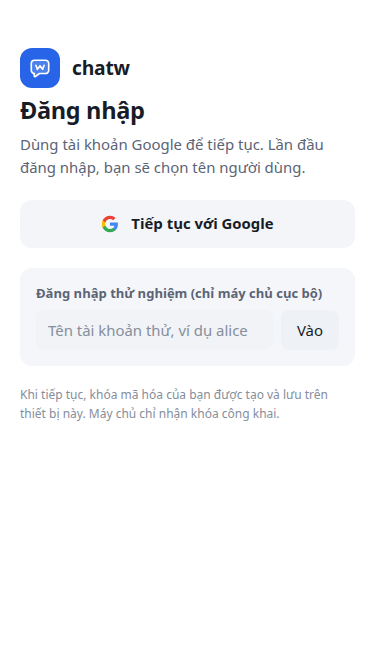 chatw
Đăng nhập
Dùng tài khoản Google để tiếp tục. Lần đầu
đăng nhập, bạn sẽ chọn tên người dùng.
Tiếp tục với Google
Đăng nhập thử nghiệm (chỉ máy chủ cục bộ)
Tên tài khoản thử, ví dụ alice
Vào
Khi tiếp tục, khóa mã hóa của bạn được tạo và lưu trên
thiết bị này. Máy chủ chỉ nhận khóa công khai.